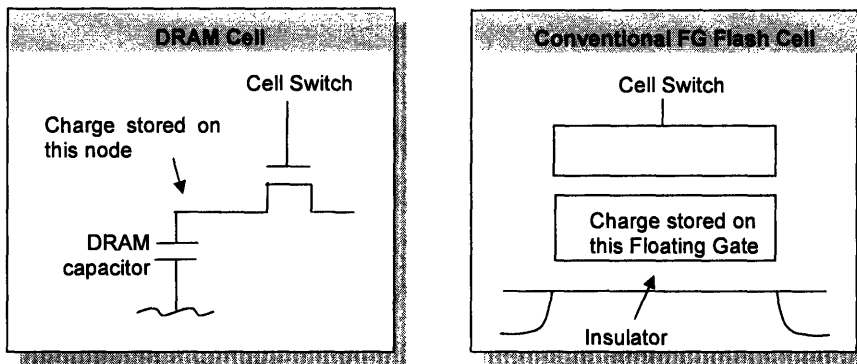 DRAM Cell
Cell Switch
Charge stored on
this node
DRAM
capacitor
Conventional FG Flash Cell
Cell Switch
Charge stored on
this Floating Gate
Insulator